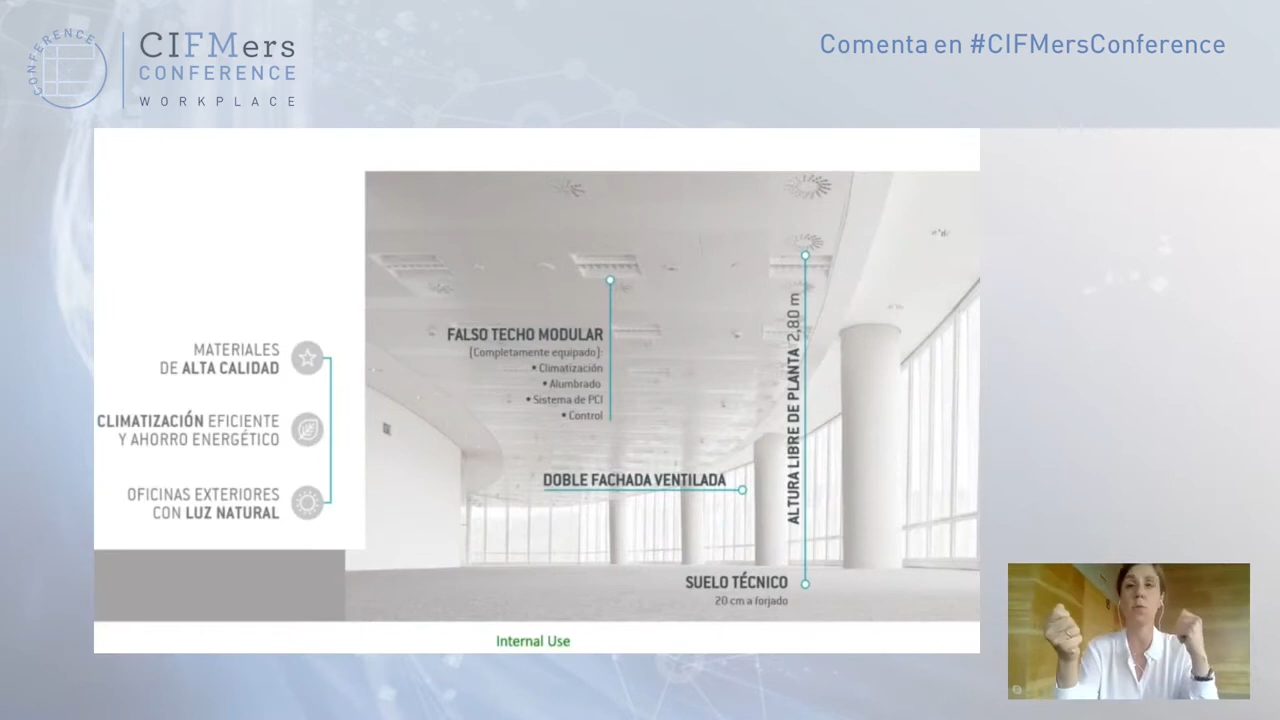 CONFERENCE
CIFMers
CONFERENCE
WORKPLACE
Comenta en #CIFMersConference
MATERIALES
DE ALTA CALIDAD
CLIMATIZACIÓN EFICIENTE
Y AHORRO ENERGÉTICO
OFICINAS EXTERIORES
CON LUZ NATURAL
FALSO TECHO MODULAR
[Completamente equipado]:
• Climatización
• Alumbrado
• Sistema de PCI
• Control
DOBLE FACHADA VENTILADA
ALTURA LIBRE DE PLANTA 2,80 m
SUELO TÉCNICO
20 cm a forjado
Internal Use